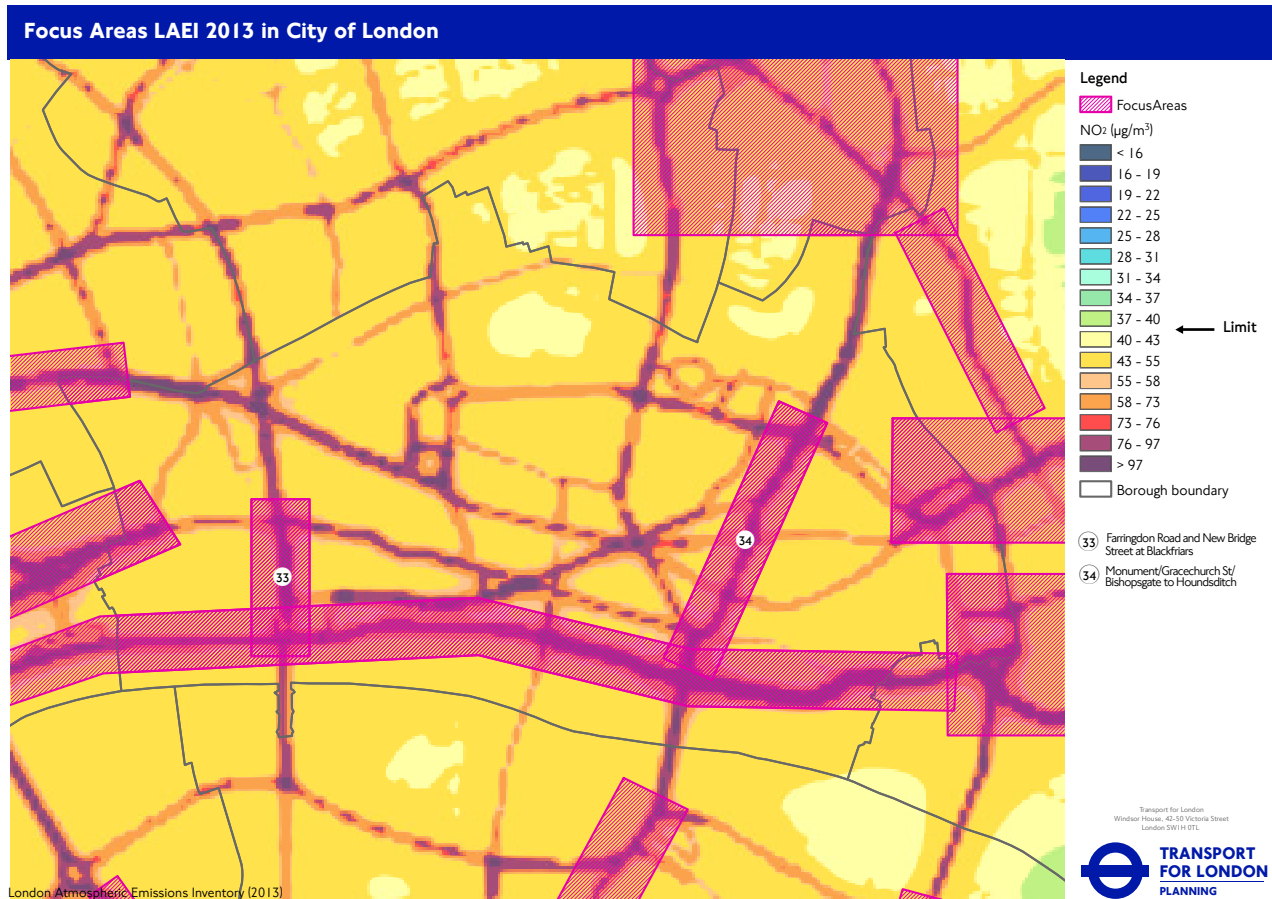 Focus Areas LAEI 2013 in City of London
Legend
FocusAreas
NO2 (µg/m³)
< 16
16 - 19
19 - 22
22 - 25
25 - 28
28 - 31
31 - 34
34 - 37
37 - 40
Limit
40 - 43
43 - 55
55 - 58
58 - 73
73 - 76
76 - 97
> 97
Borough boundary
33 Farringdon Road and New Bridge
Street at Blackfriars
34 Monument/Gracechurch St/
Bishopsgate to Houndsditch
34
33
Transport for London
Windsor House, 42-50 Victoria Street
London SW1H 0TL
TRANSPORT
FOR LONDON
PLANNING
London Atmospheric Emissions Inventory (2013)